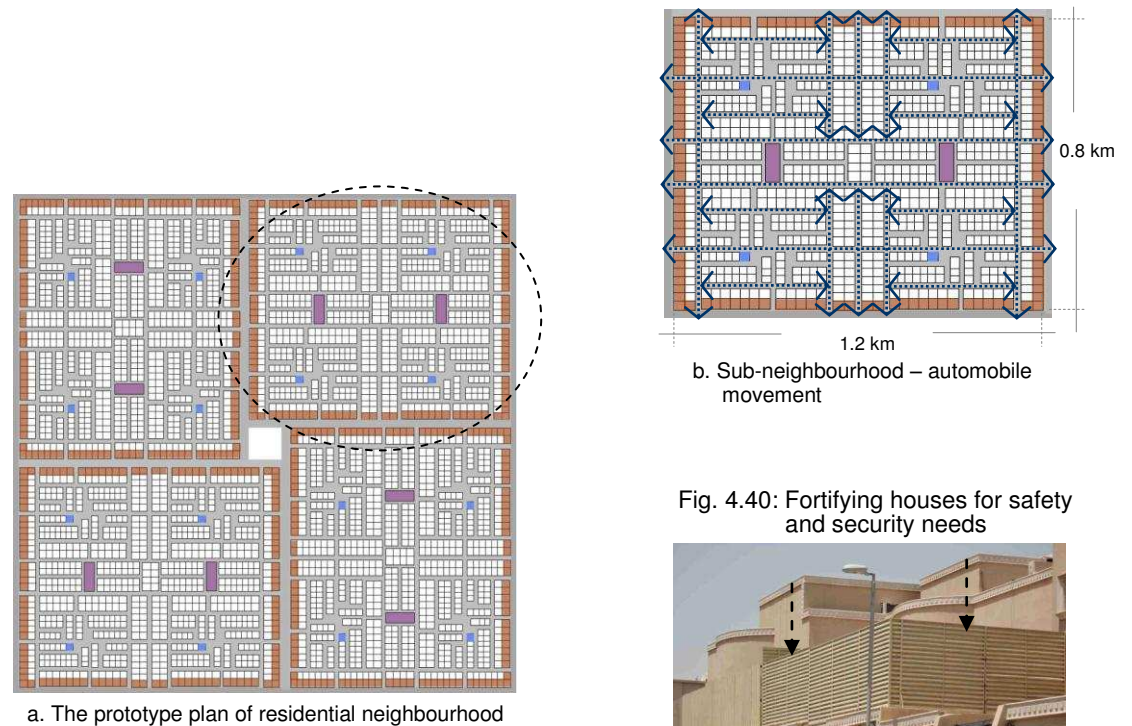 0.8 km
1.2 km
b. Sub-neighbourhood – automobile
movement
Fig. 4.40: Fortifying houses for safety
and security needs
a. The prototype plan of residential neighbourhood